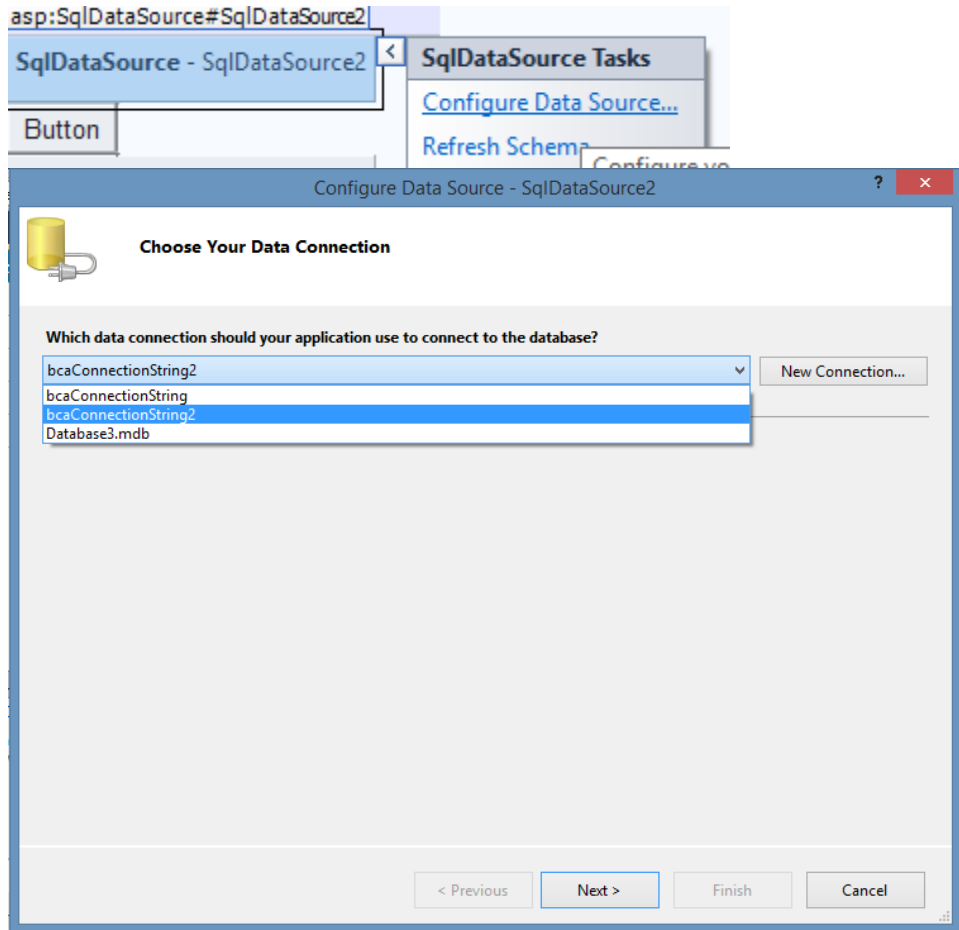 asp:SqlDataSource#SqlDataSource2
SqlDataSource - SqlDataSource2
SqlDataSource Tasks
Configure Data Source...
Button
Refresh Schema
Configure
Configure Data Source - SqlDataSource2
Choose Your Data Connection
Which data connection should your application use to connect to the database?
bcaConnectionString2
New Connection...
bcaConnectionString
bcaConnectionString2
Database3.mdb
< Previous
Next >
Finish
Cancel